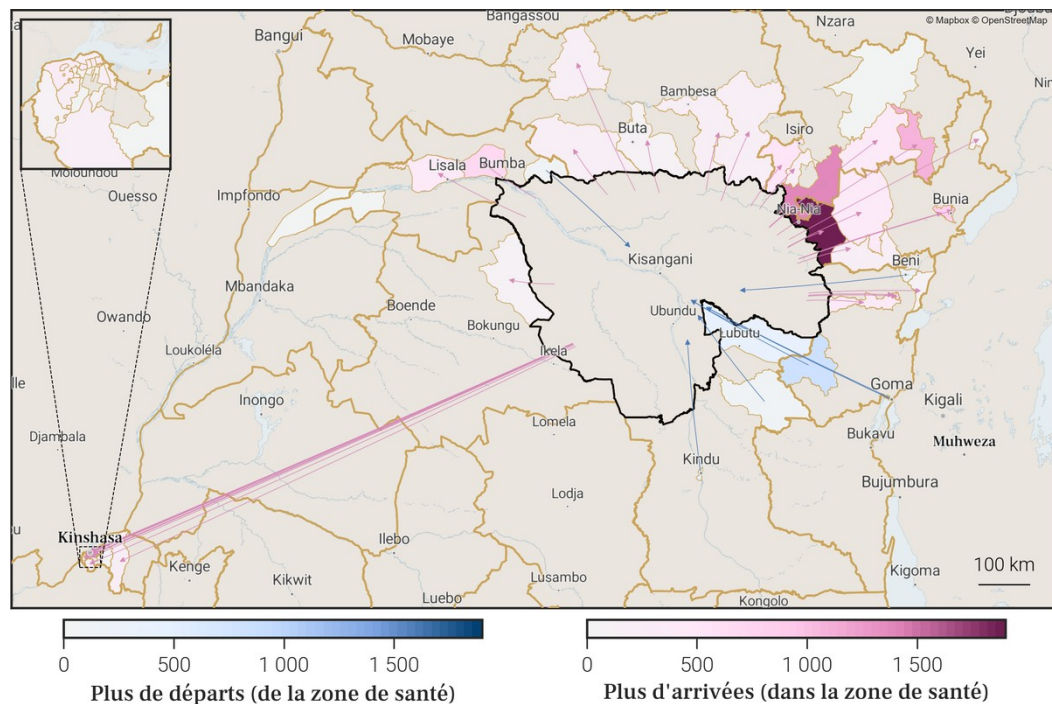 Bangassou
Nzara
© Mapbox © OpenStreetMap
Bangui
Mobaye
Yei
Bambesa
Buta
Isiro
Moloundou
Lisala
Bumba
Ouesso
Impfondo
Nia-Nia
Bunia
Kisangani
Beni
Mbandaka
Boende
Ubundu
Owando
Bokungu
Lubutu
Loukoléla
Ikela
Goma
Kigali
Inongo
Djambala
Lomela
Bukavu
Muhweza
Kindu
Bujumbura
Lodja
Kinshasa
Ilebo
100 km
Kenge
Kikwit
Lusambo
Kigoma
Luebo
Kongolo
0 500 1 000 1 500
Plus de départs (de la zone de santé)
0 500 1 000 1 500
Plus d'arrivées (dans la zone de santé)